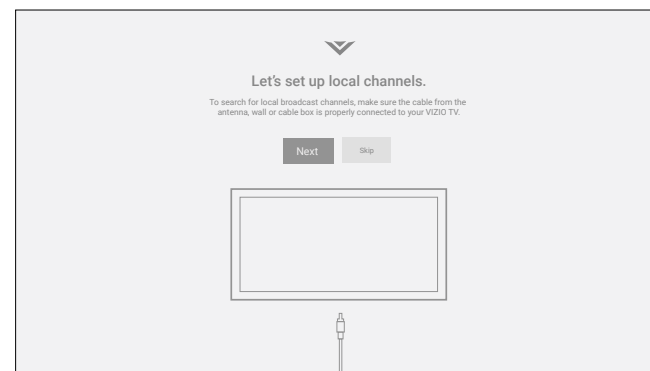 Let's set up local channels.
To search for local broadcast channels, make sure the cable from the
antenna, wall or cable box is properly connected to your VIZIO TV.
Next
Skip